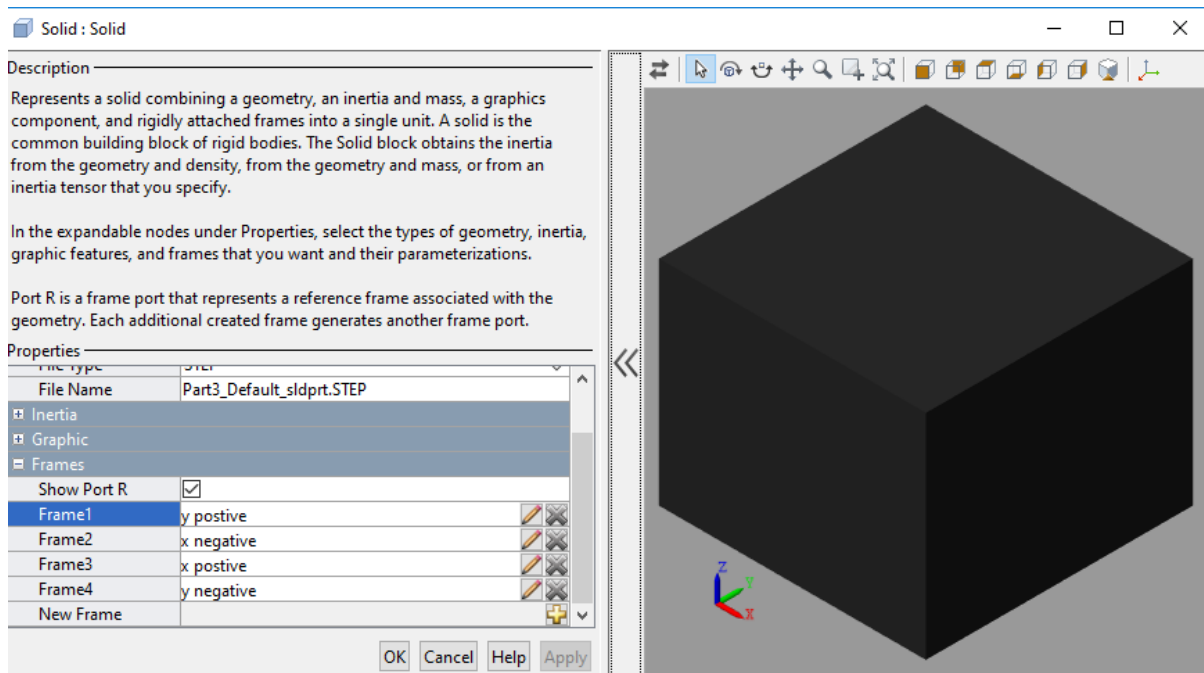 Solid : Solid
Description
Represents a solid combining a geometry, an inertia and mass, a graphics
component, and rigidly attached frames into a single unit. A solid is the
common building block of rigid bodies. The Solid block obtains the inertia
from the geometry and density, from the geometry and mass, or from an
inertia tensor that you specify.
In the expandable nodes under Properties, select the types of geometry, inertia,
graphic features, and frames that you want and their parameterizations.
Port R is a frame port that represents a reference frame associated with the
geometry. Each additional created frame generates another frame port.
Properties
File Type STEP
File Name Part3_Default_sldprt.STEP
Inertia
Graphic
Frames
Show Port R
Frame1 y postive
Frame2 x negative
Frame3 x postive
Frame4 y negative
New Frame
OK Cancel Help Apply
Z
Y
X